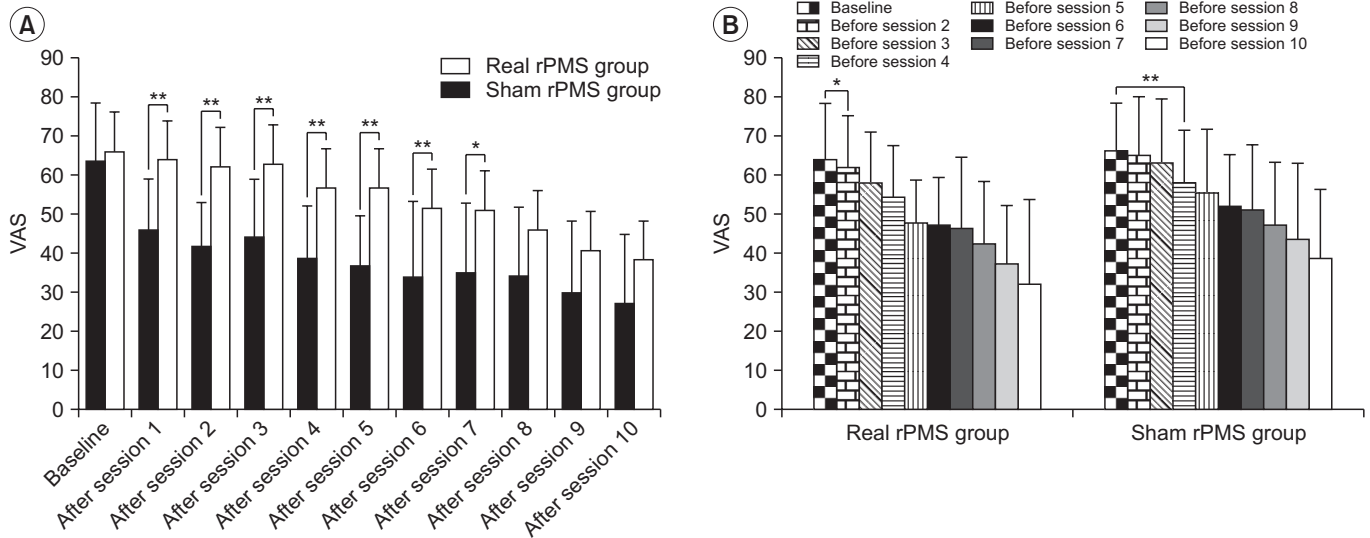 A
VAS
90
80
70
60
50
40
30
20
10
0
Real rPMS group
Sham rPMS group
**
**
**
**
**
**
*
Baseline
After session 1
After session 2
After session 3
After session 4
After session 5
After session 6
After session 7
After session 8
After session 9
After session 10
B
Baseline
Before session 2
Before session 3
Before session 4
Before session 5
Before session 6
Before session 7
Before session 8
Before session 9
Before session 10
VAS
90
80
70
60
50
40
30
20
10
0
*
**
Real rPMS group
Sham rPMS group